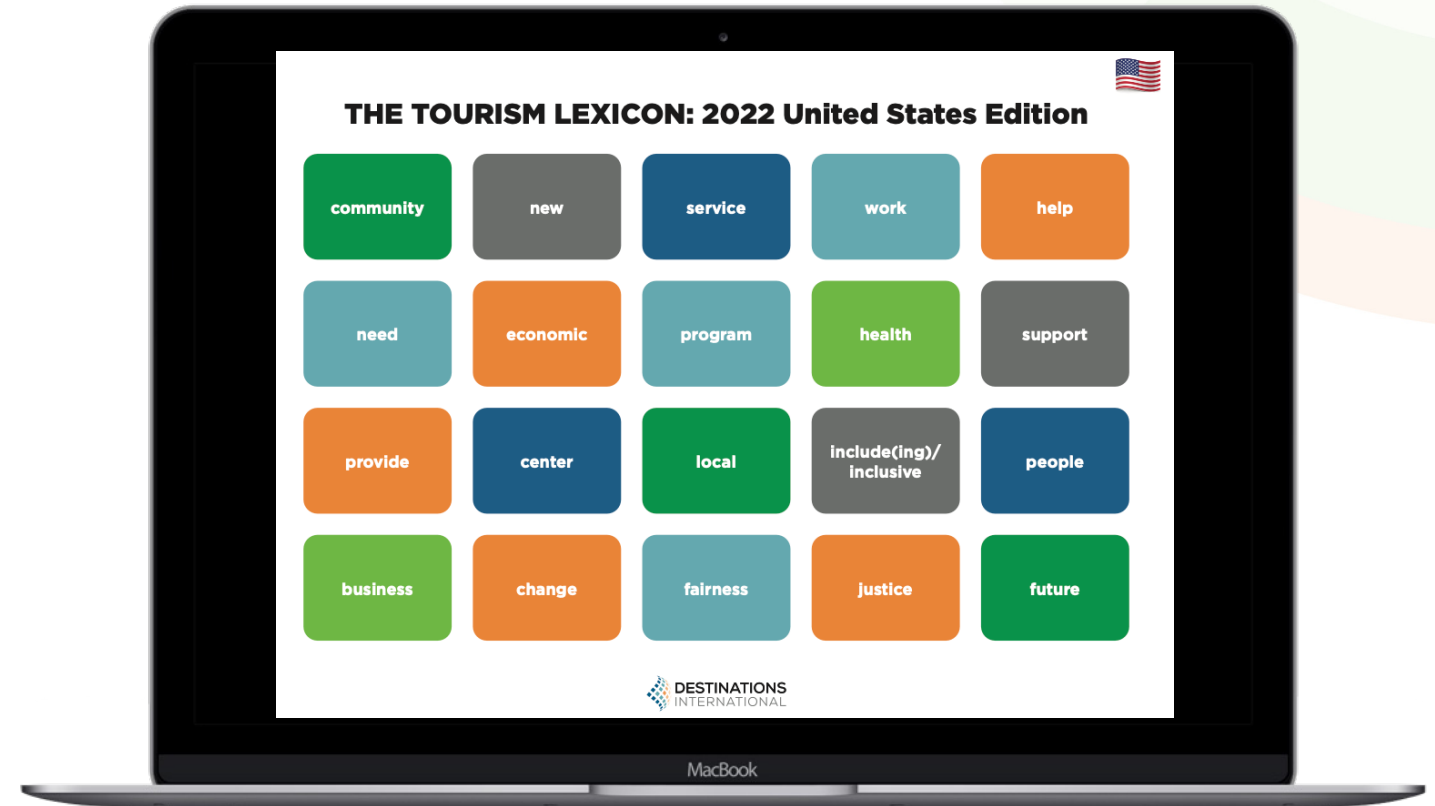 THE TOURISM LEXICON: 2022 United States Edition
community
new
service
work
help
need
economic
program
health
support
provide
center
local
include(ing)/
inclusive
people
business
change
fairness
justice
future
DESTINATIONS
INTERNATIONAL
MacBook